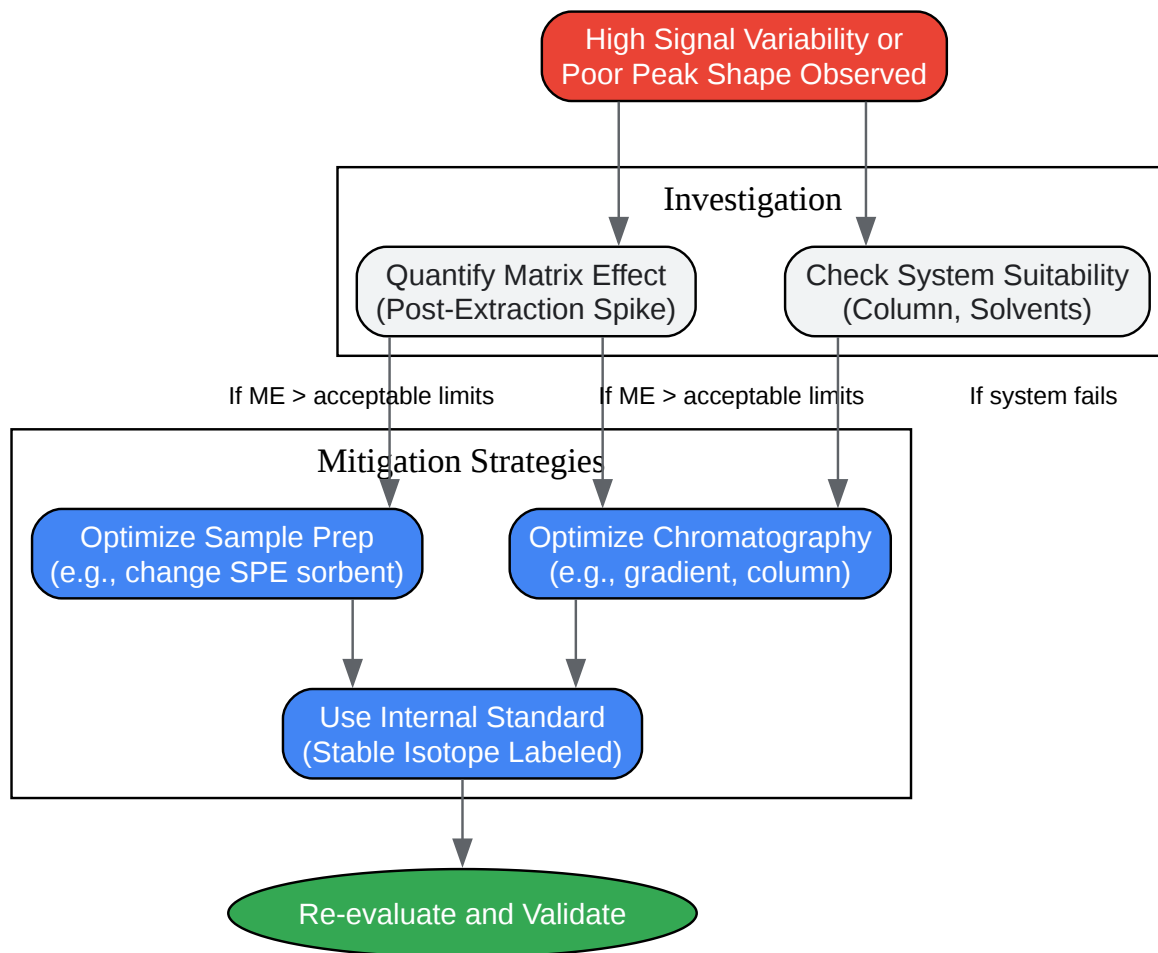 High Signal Variability or
Poor Peak Shape Observed
Investigation
Quantify Matrix Effect
(Post-Extraction Spike)
Check System Suitability
(Column, Solvents)
If ME > acceptable limits
If ME > acceptable limits
If system fails
Mitigation Strategies
Optimize Sample Prep
(e.g., change SPE sorbent)
Optimize Chromatography
(e.g., gradient, column)
Use Internal Standard
(Stable Isotope Labeled)
Re-evaluate and Validate